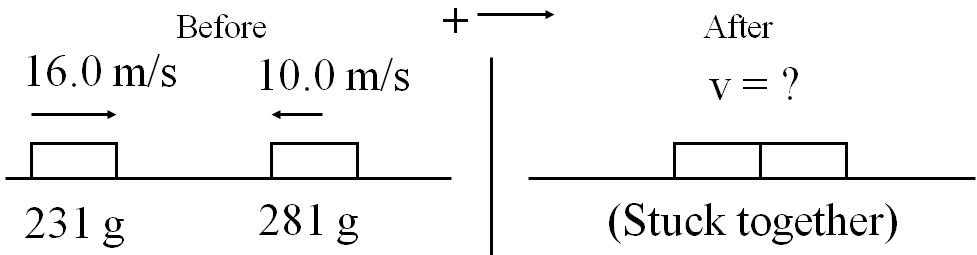 Before + After
16.0 m/s 10.0 m/s v = ?
231 g 281 g (Stuck together)